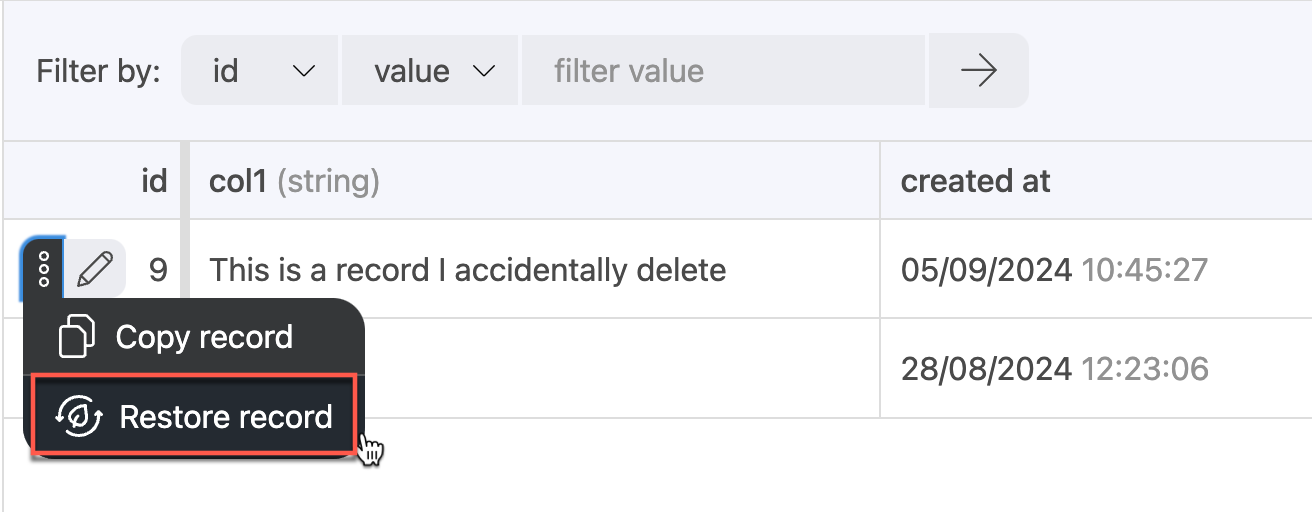 Filter by: id value filter value
id col1 (string) created at
9 This is a record I accidentally delete 05/09/2024 10:45:27
Copy record
28/08/2024 12:23:06
Restore record